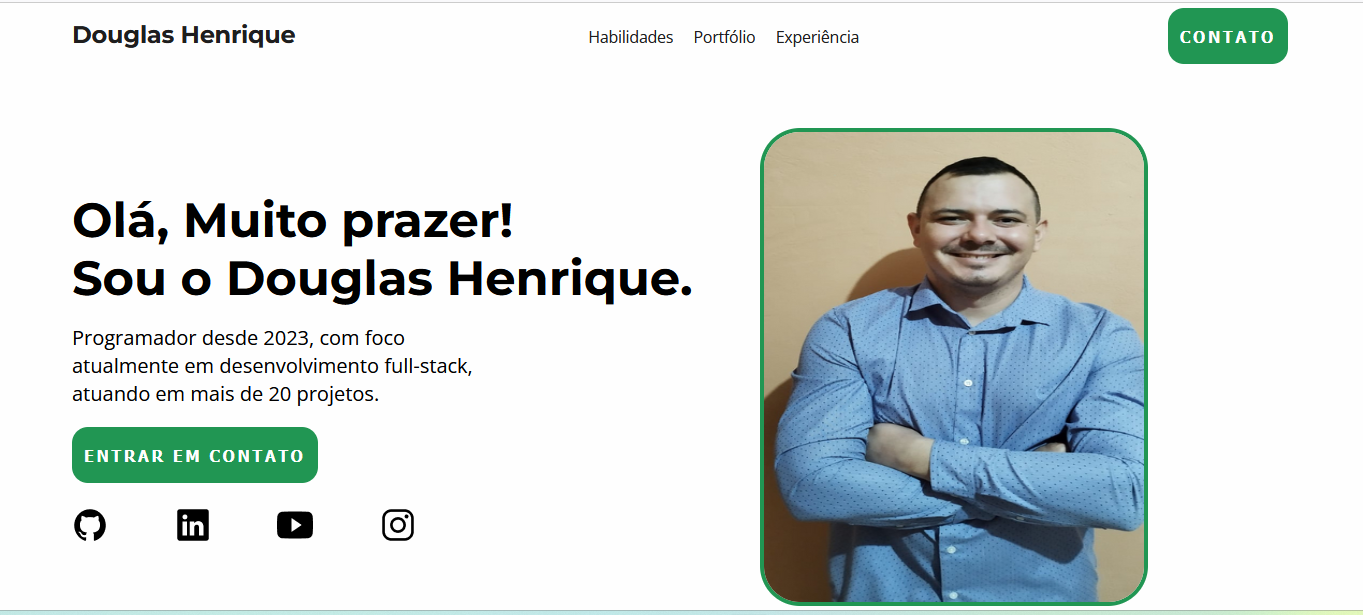 Douglas Henrique
Habilidades Portfólio Experiência
CONTATO
Olá, Muito prazer!
Sou o Douglas Henrique.
Programador desde 2023, com foco
atualmente em desenvolvimento full-stack,
atuando em mais de 20 projetos.
ENTRAR EM CONTATO
in